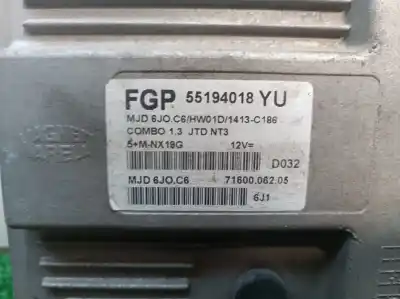 FGP 55194018 YU
MJD 6JO.C6/HW01D/1413-C186
COMBO 1.3 JTD NT3
5+M-NX19G 12V=
D032
MJD 6JO.C6 71600.062.05
6J1